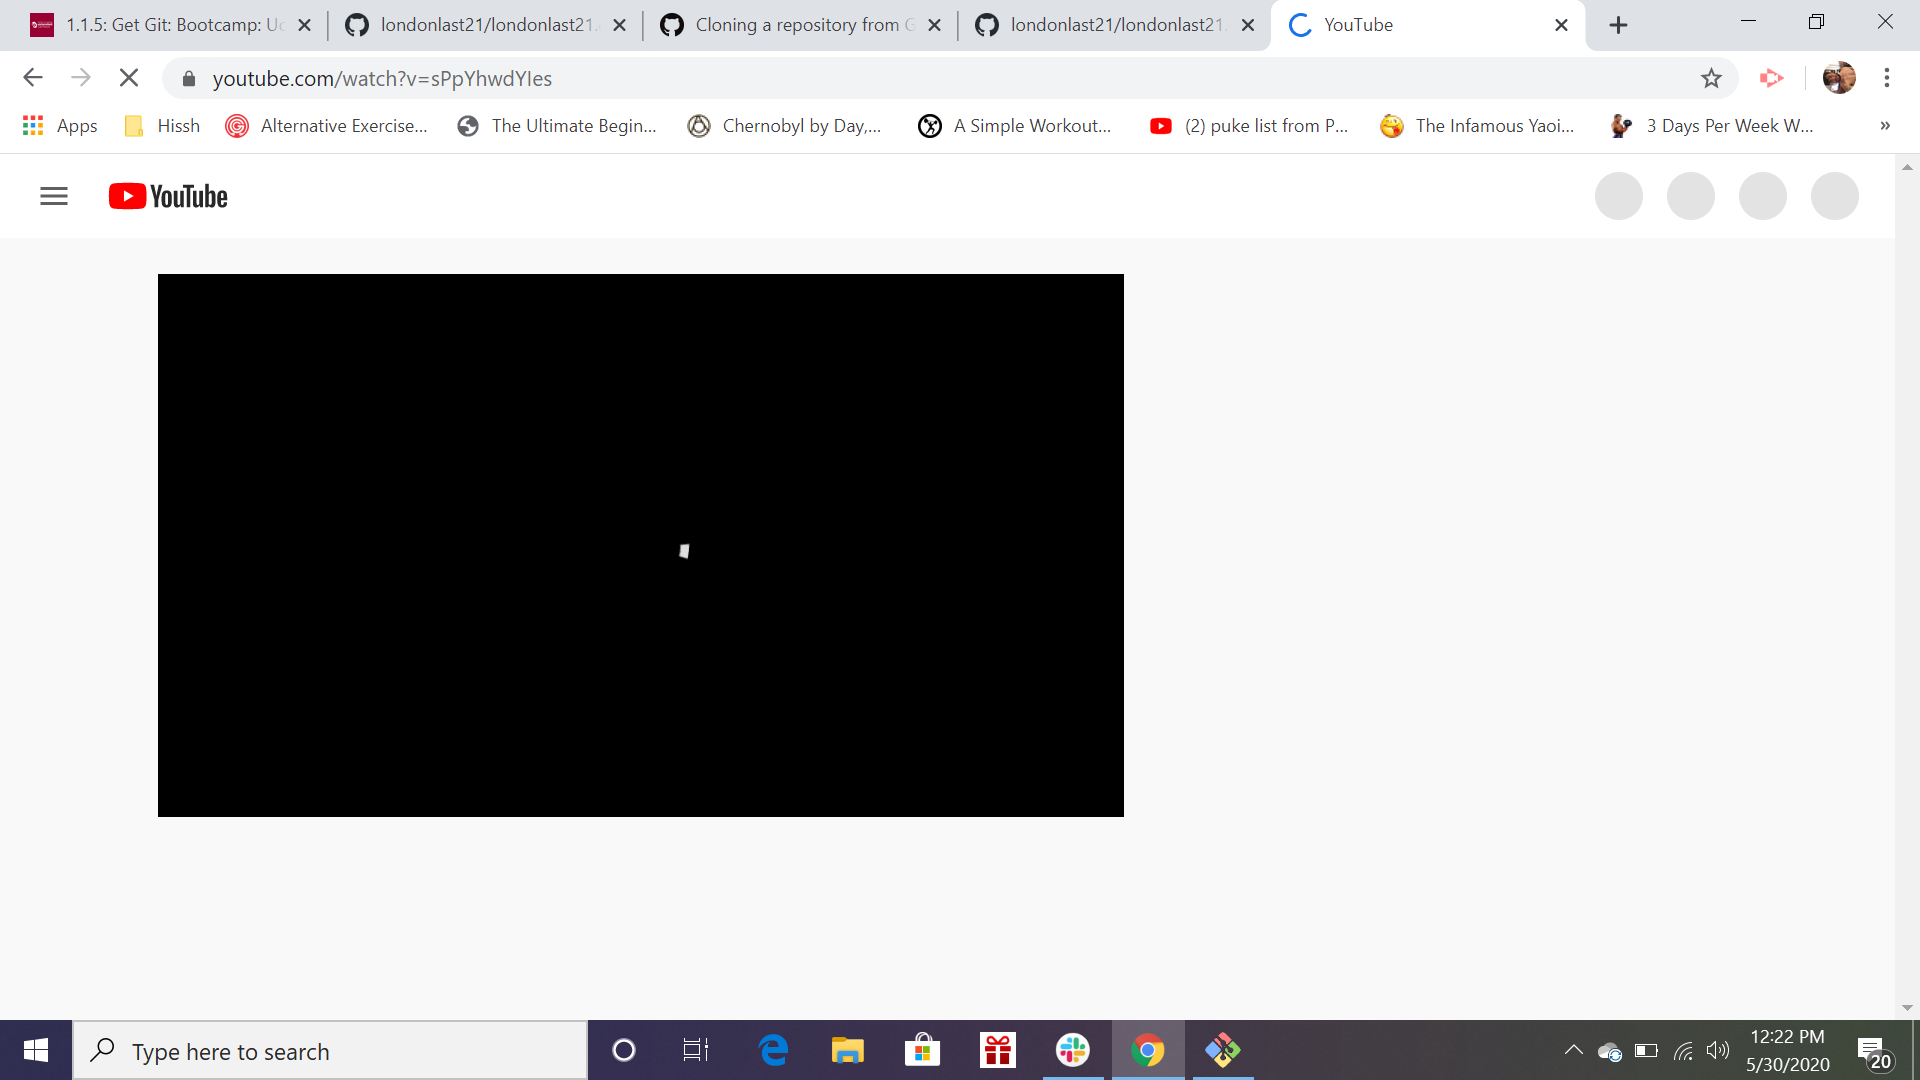 1.1.5: Get Git: Bootcamp: Uc
londonlast21/londonlast21.
Cloning a repository from G
londonlast21/londonlast21.
YouTube
youtube.com/watch?v=sPpYhwdYIes
Apps
Hissh
Alternative Exercise...
The Ultimate Begin...
Chernobyl by Day,...
A Simple Workout...
(2) puke list from P...
The Infamous Yaoi...
3 Days Per Week W...
»
YouTube
Type here to search
12:22 PM
5/30/2020
20